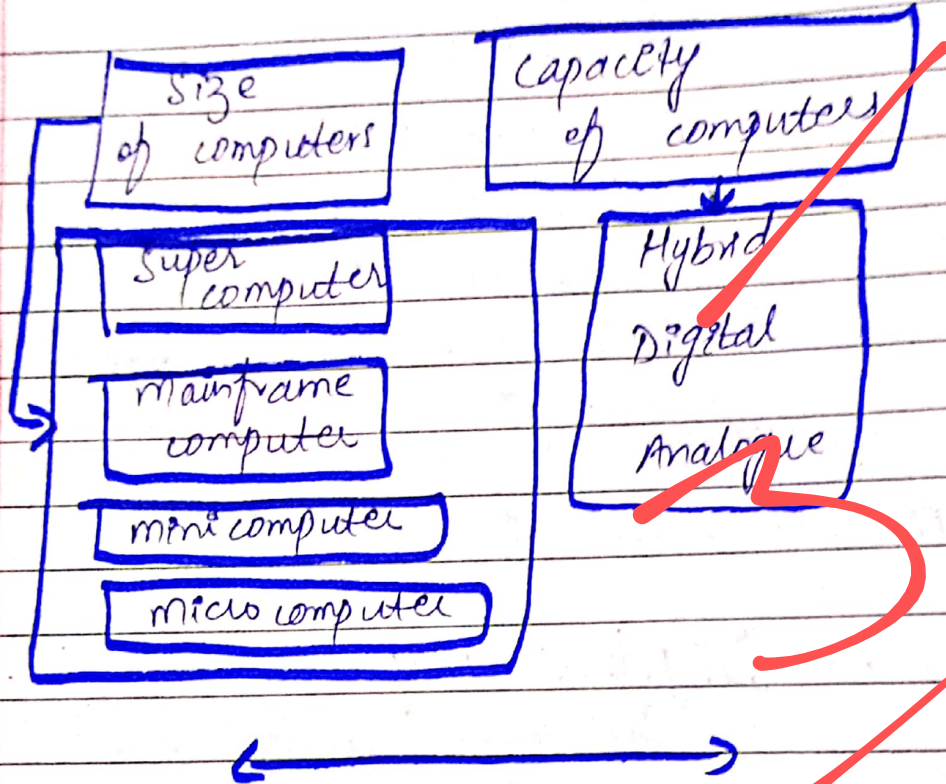 Size
of computers
Capacity
of computers
Super
computer
Mainframe
computer
mini computer
micro computer
Hybrid
Digital
Analogue